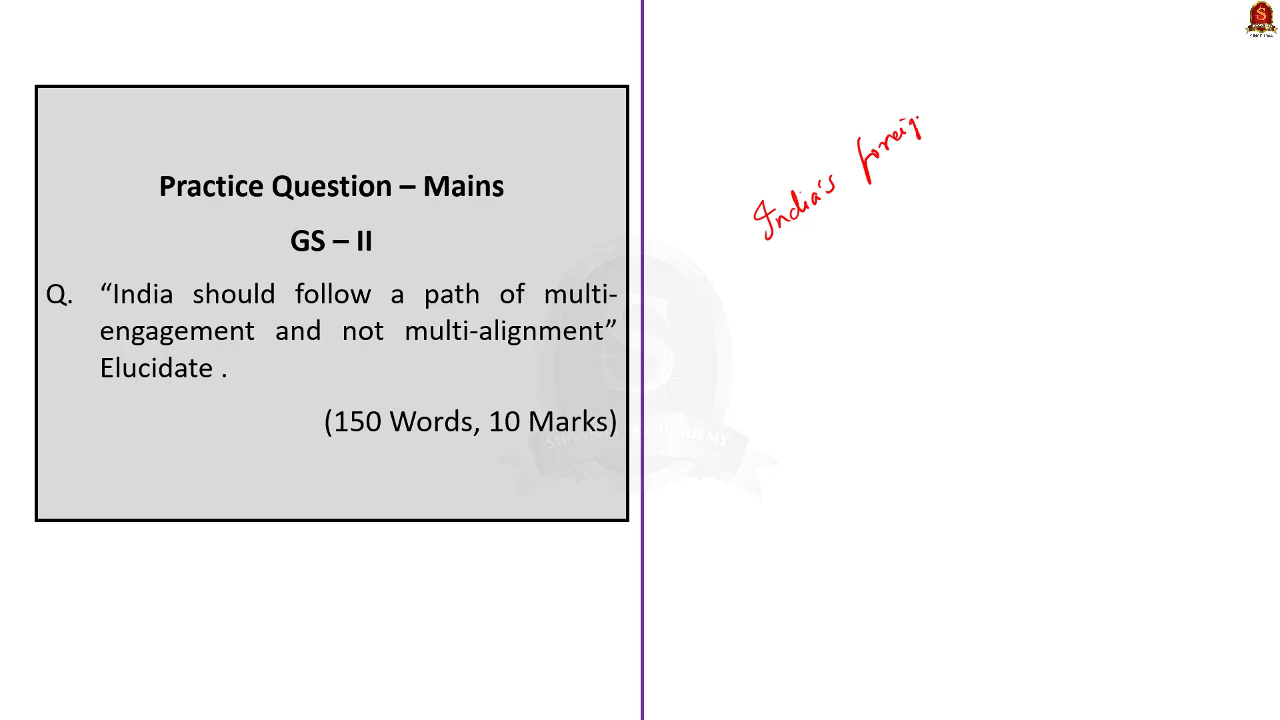 Practice Question – Mains
GS – II
Q. “India should follow a path of multi-
engagement and not multi-alignment”
Elucidate .
(150 Words, 10 Marks)
India's foreig